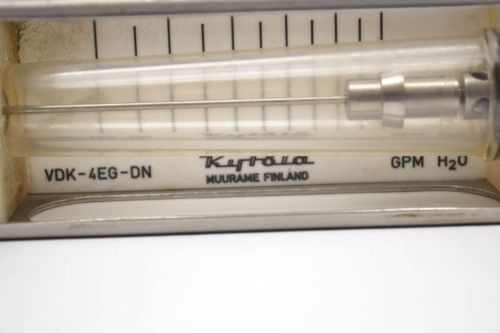 VDK-4EG-DN
Kytölä
MUURAME FINLAND
GPM H₂O